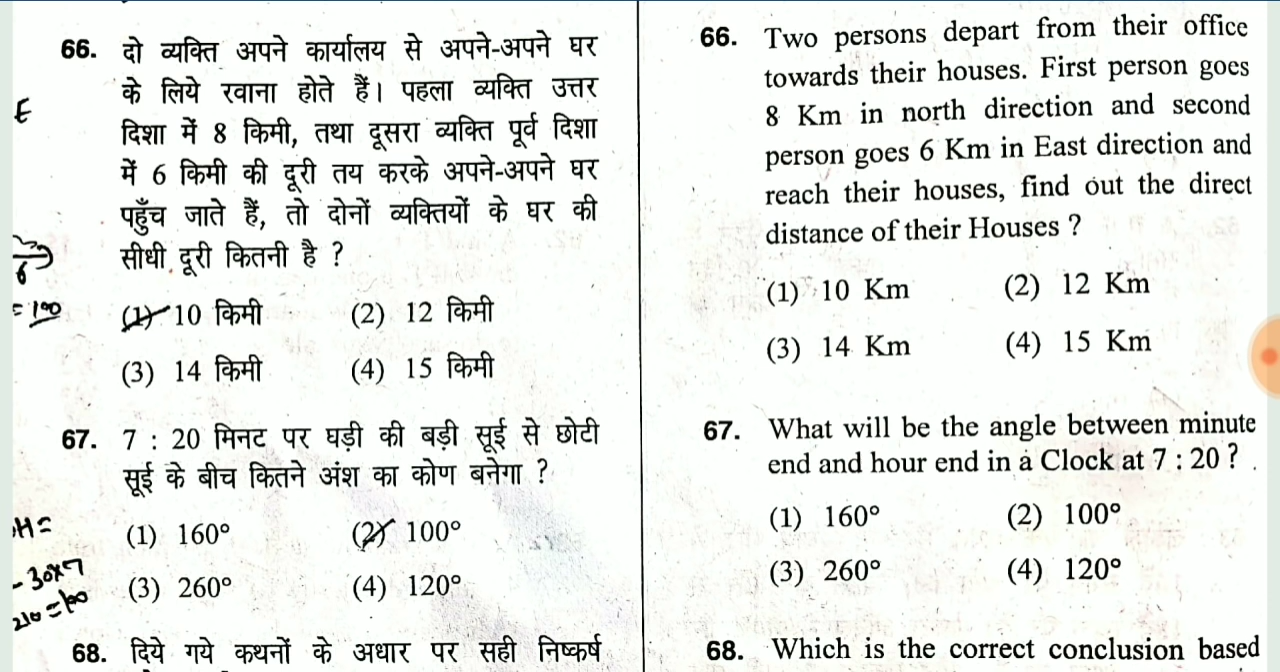 66. दो व्यक्ति अपने कार्यालय से अपने-अपने घर
के लिये रवाना होते हैं। पहला व्यक्ति उत्तर
दिशा में 8 किमी, तथा दूसरा व्यक्ति पूर्व दिशा
में 6 किमी की दूरी तय करके अपने-अपने घर
पहुँच जाते हैं, तो दोनों व्यक्तियों के घर की
सीधी दूरी कितनी है ?
(1) 10 किमी (2) 12 किमी
(3) 14 किमी (4) 15 किमी
67. 7 : 20 मिनट पर घड़ी की बड़ी सूई से छोटी
सूई के बीच कितने अंश का कोण बनेगा ?
(1) 160° (2) 100°
(3) 260° (4) 120°
68. दिये गये कथनों के अधार पर सही निष्कर्ष
E
6
= 100
H=
- 30x7
210 = 100
66. Two persons depart from their office
towards their houses. First person goes
8 Km in north direction and second
person goes 6 Km in East direction and
reach their houses, find out the direct
distance of their Houses ?
(1) 10 Km (2) 12 Km
(3) 14 Km (4) 15 Km
67. What will be the angle between minute
end and hour end in a Clock at 7 : 20 ?
(1) 160° (2) 100°
(3) 260° (4) 120°
68. Which is the correct conclusion based